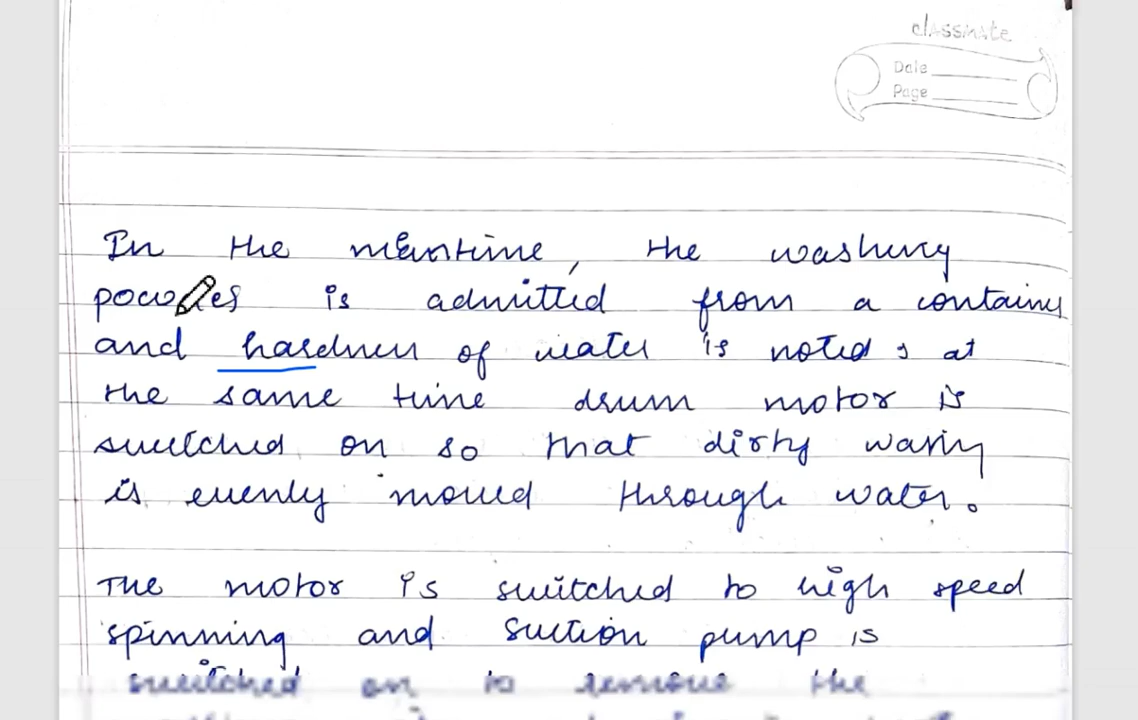 classmate
Date
Page
In the meantime, the washing
powder is admitted from a container
and hardness of water is noted, at
the same time drum motor is
switched on so that dirty washing
is evenly moved through water.
The motor is switched to high speed
spinning and suction pump is
switched on to remove the